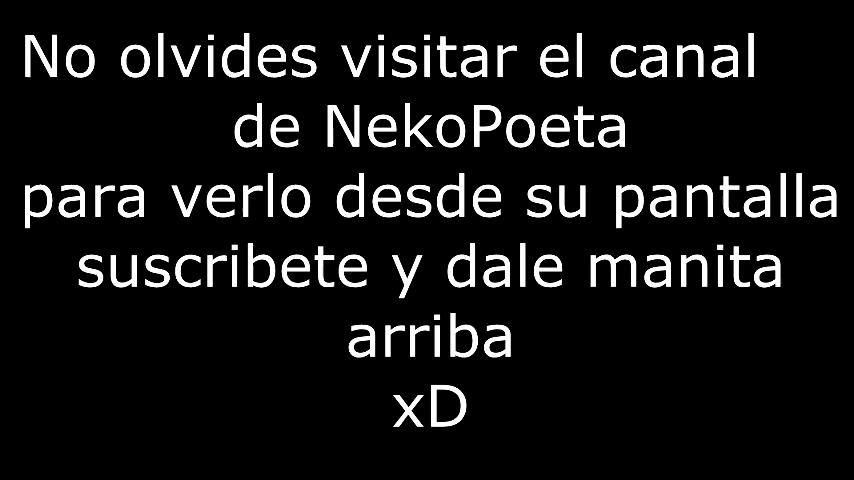 No olvides visitar el canal
de NekoPoeta
para verlo desde su pantalla
suscribete y dale manita
arriba
xD